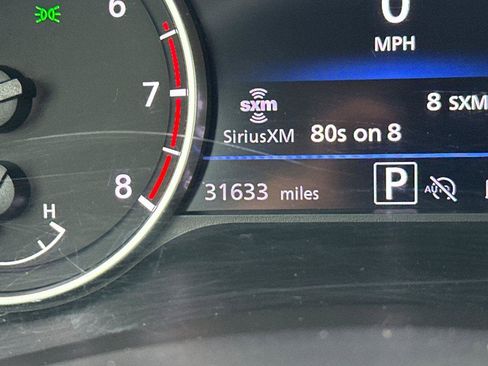 6
7
8
H
0
MPH
8 SXM
sxm
SiriusXM
80s on 8
31633 miles
P
AUTO